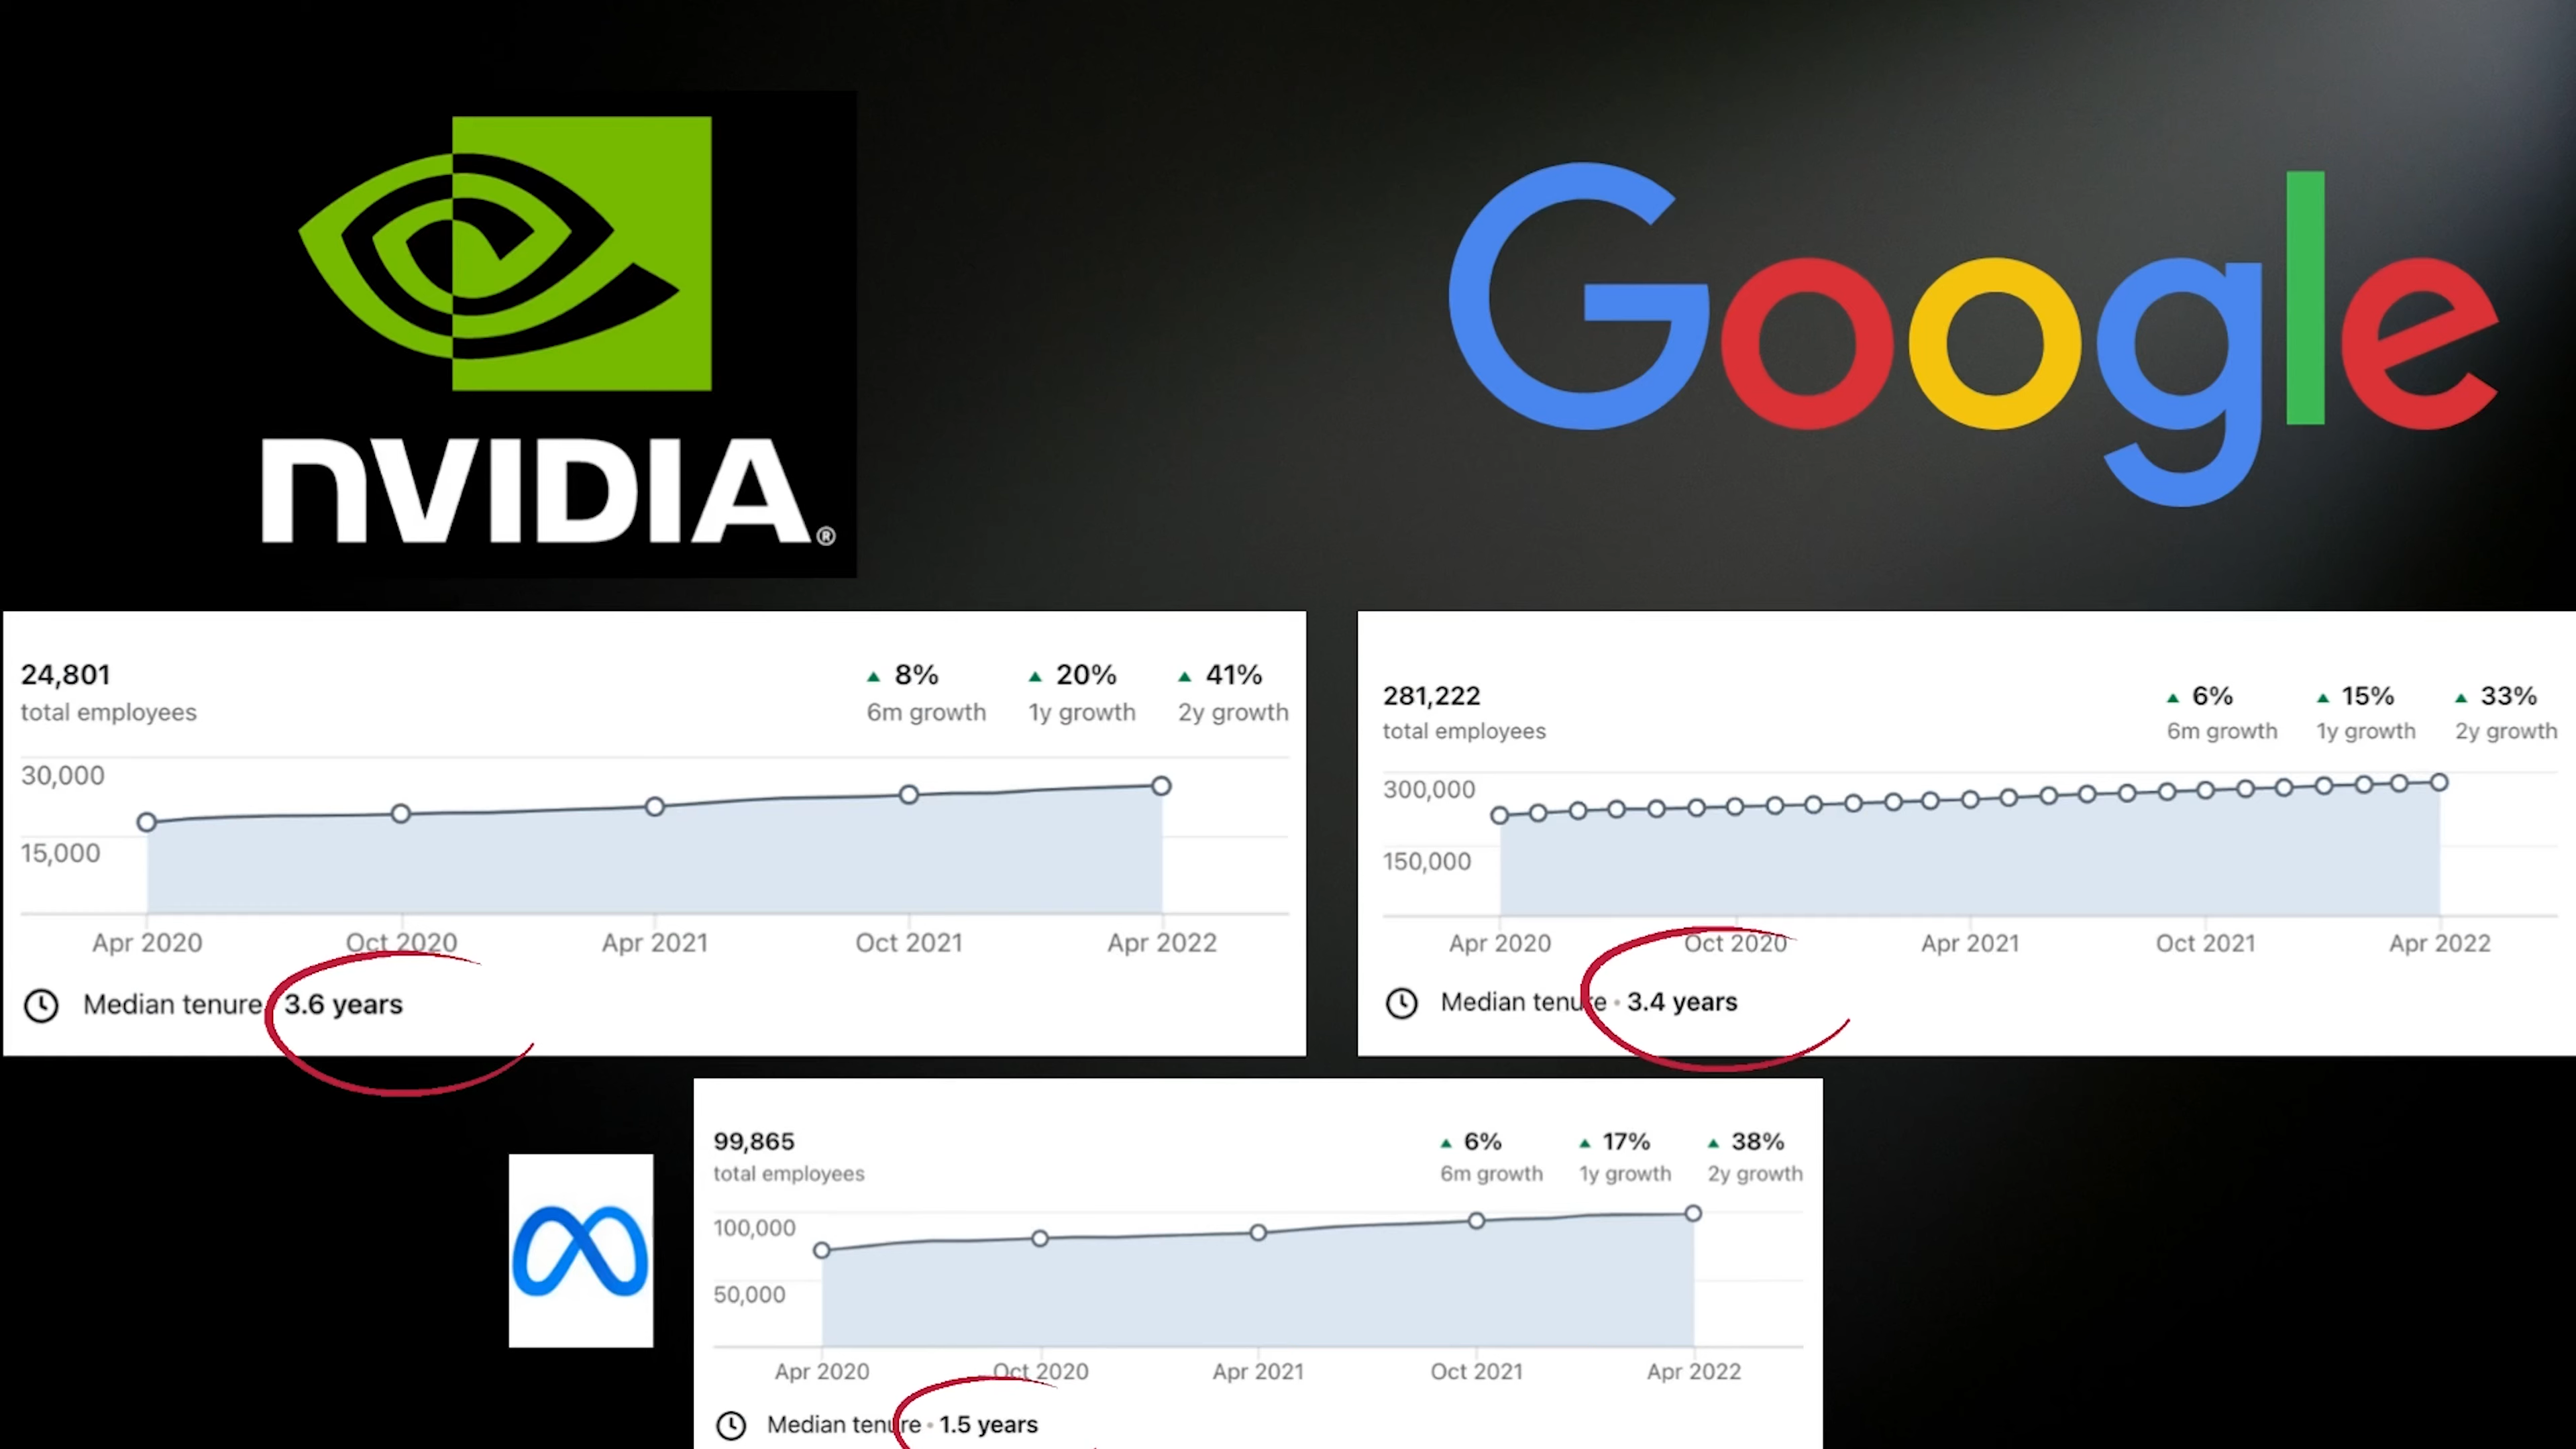 NVIDIA®
Google
24,801
total employees
8% 20% 41%
6m growth 1y growth 2y growth
30,000
15,000
Apr 2020 Oct 2020 Apr 2021 Oct 2021 Apr 2022
Median tenure 3.6 years
281,222
total employees
6% 15% 33%
6m growth 1y growth 2y growth
300,000
150,000
Apr 2020 Oct 2020 Apr 2021 Oct 2021 Apr 2022
Median tenure • 3.4 years
99,865
total employees
6% 17% 38%
6m growth 1y growth 2y growth
100,000
50,000
Apr 2020 Oct 2020 Apr 2021 Oct 2021 Apr 2022
Median tenure • 1.5 years